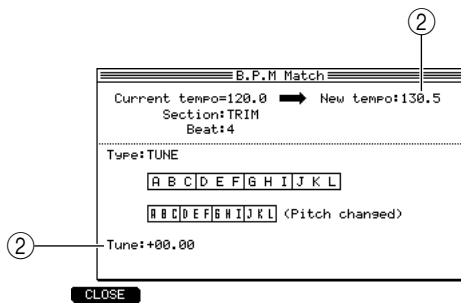 ②
B.P.M Match
Current tempo=120.0 ➡ New tempo:130.5
Section:TRIM
Beat:4
Type:TUNE
A B C D E F G H I J K L
A B C D E F G H I J K L (Pitch changed)
② Tune:+00.00
CLOSE